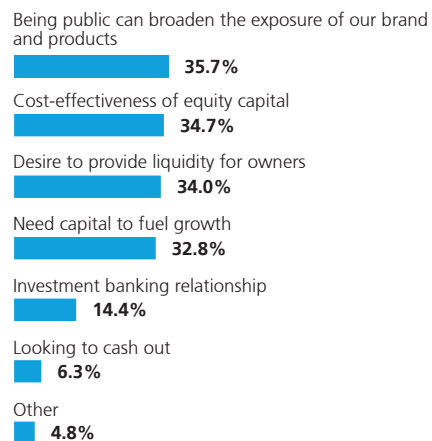 Being public can broaden the exposure of our brand
and products
35.7%
Cost-effectiveness of equity capital
34.7%
Desire to provide liquidity for owners
34.0%
Need capital to fuel growth
32.8%
Investment banking relationship
14.4%
Looking to cash out
6.3%
Other
4.8%